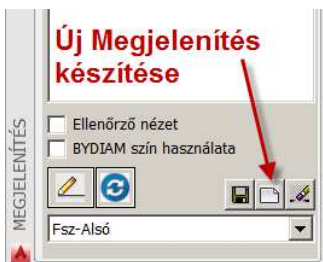 Új Megjelenítés
készítése
Ellenőrző nézet
BYDIAM szín használata
MEGJELENÍTÉS
Fsz-Alsó